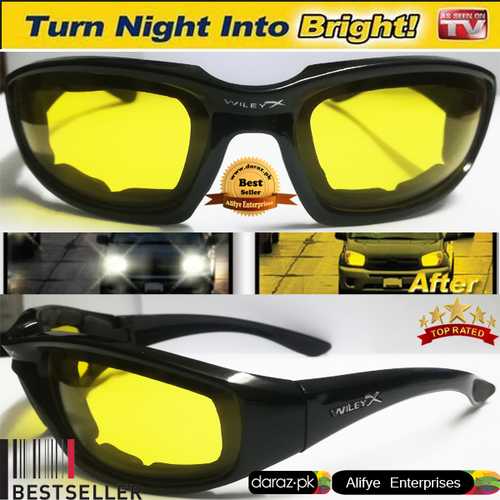 Turn Night Into Bright!
AS SEEN ON
TV
WILEY X
www.daraz.pk
Best
Seller
Alifye Enterprises
After
TOP RATED
WILEY X
BESTSELLER
daraz.pk
Alifye Enterprises